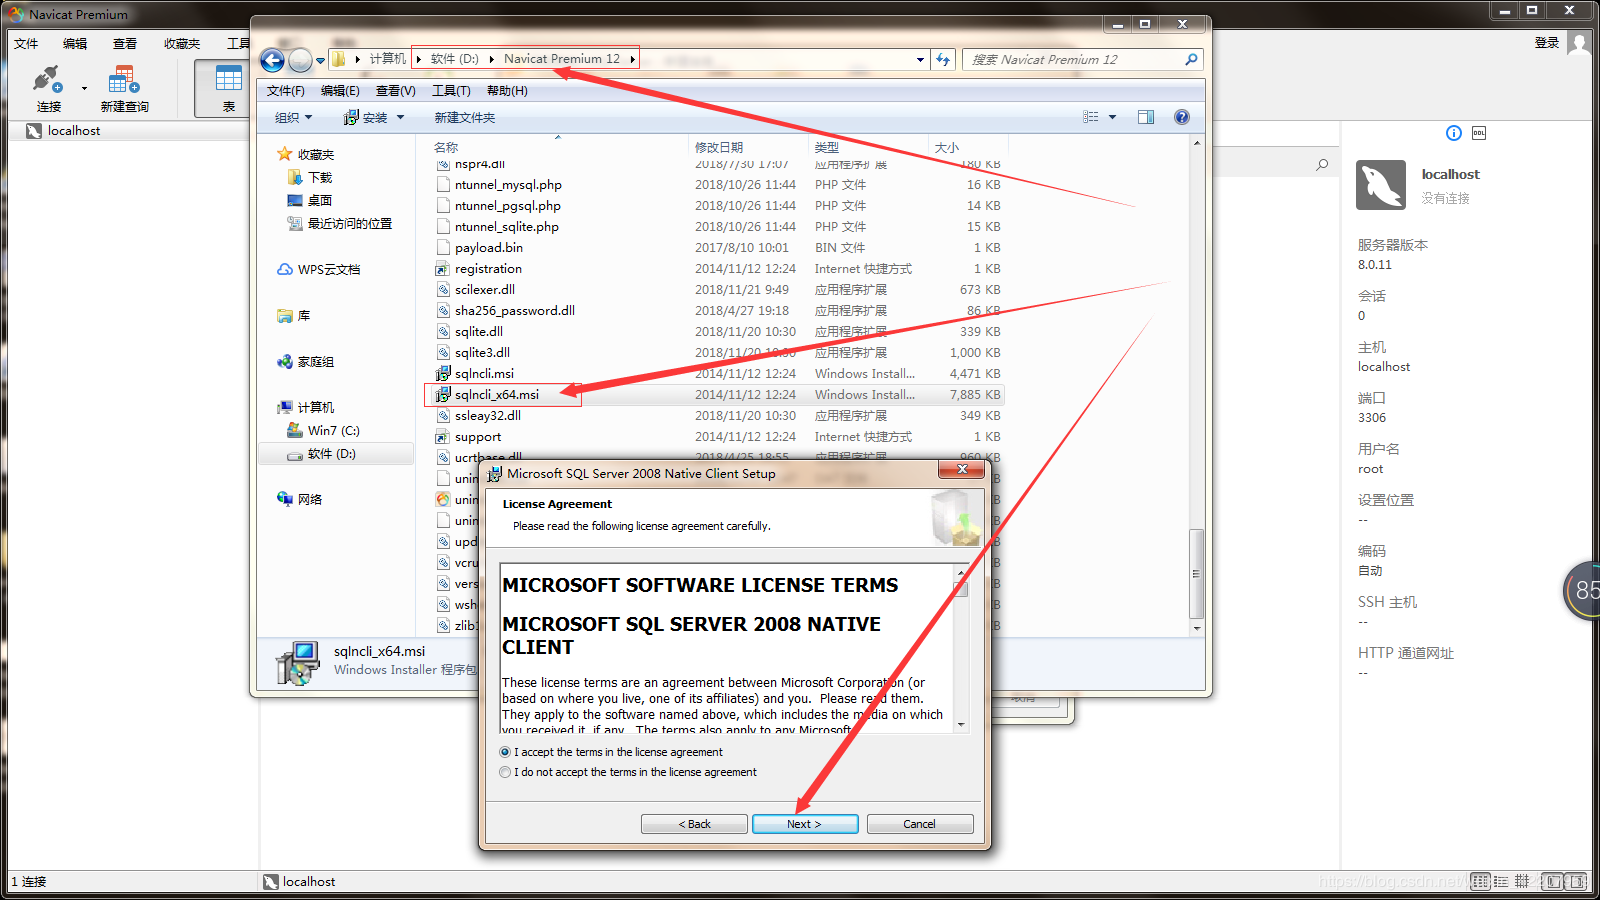 Navicat Premium
文件 编辑 查看 收藏夹 工具
登录
连接 新建查询 表
localhost
计算机 软件 (D:) Navicat Premium 12
搜索 Navicat Premium 12
文件(F) 编辑(E) 查看(V) 工具(T) 帮助(H)
组织 安装 新建文件夹
收藏夹
下载
桌面
最近访问的位置
WPS云文档
库
家庭组
计算机
Win7 (C:)
软件 (D:)
网络
名称 修改日期 类型 大小
nspr4.dll 2018/7/30 17:07 应用程序扩展 180 KB
ntunnel_mysql.php 2018/10/26 11:44 PHP 文件 16 KB
ntunnel_pgsql.php 2018/10/26 11:44 PHP 文件 14 KB
ntunnel_sqlite.php 2018/10/26 11:44 PHP 文件 15 KB
payload.bin 2017/8/10 10:01 BIN 文件 1 KB
registration 2014/11/12 12:24 Internet 快捷方式 1 KB
scilexer.dll 2018/11/21 9:49 应用程序扩展 673 KB
sha256_password.dll 2018/4/27 19:18 应用程序扩展 86 KB
sqlite.dll 2018/11/20 10:30 应用程序扩展 339 KB
sqlite3.dll 2018/11/20 10:30 应用程序扩展 1,000 KB
sqlncli.msi 2014/11/12 12:24 Windows Install... 4,471 KB
sqlncli_x64.msi 2014/11/12 12:24 Windows Install... 7,885 KB
ssleay32.dll 2018/11/20 10:30 应用程序扩展 349 KB
support 2014/11/12 12:24 Internet 快捷方式 1 KB
ucrtbase.dll 2018/4/25 18:55 应用程序扩展 960 KB
unin
unin
unin
upd
vcru
vers
wsh
zlib1
sqlncli_x64.msi
Windows Installer 程序包
取消
Microsoft SQL Server 2008 Native Client Setup
License Agreement
Please read the following license agreement carefully.
MICROSOFT SOFTWARE LICENSE TERMS
MICROSOFT SQL SERVER 2008 NATIVE
CLIENT
These license terms are an agreement between Microsoft Corporation (or
based on where you live, one of its affiliates) and you. Please read them.
They apply to the software named above, which includes the media on which
you received it, if any. The terms also apply to any Microsoft
I accept the terms in the license agreement
I do not accept the terms in the license agreement
< Back Next > Cancel
DDL
localhost
没有连接
服务器版本
8.0.11
会话
0
主机
localhost
端口
3306
用户名
root
设置位置
--
编码
自动
SSH 主机
--
HTTP 通道网址
--
85
1 连接 localhost